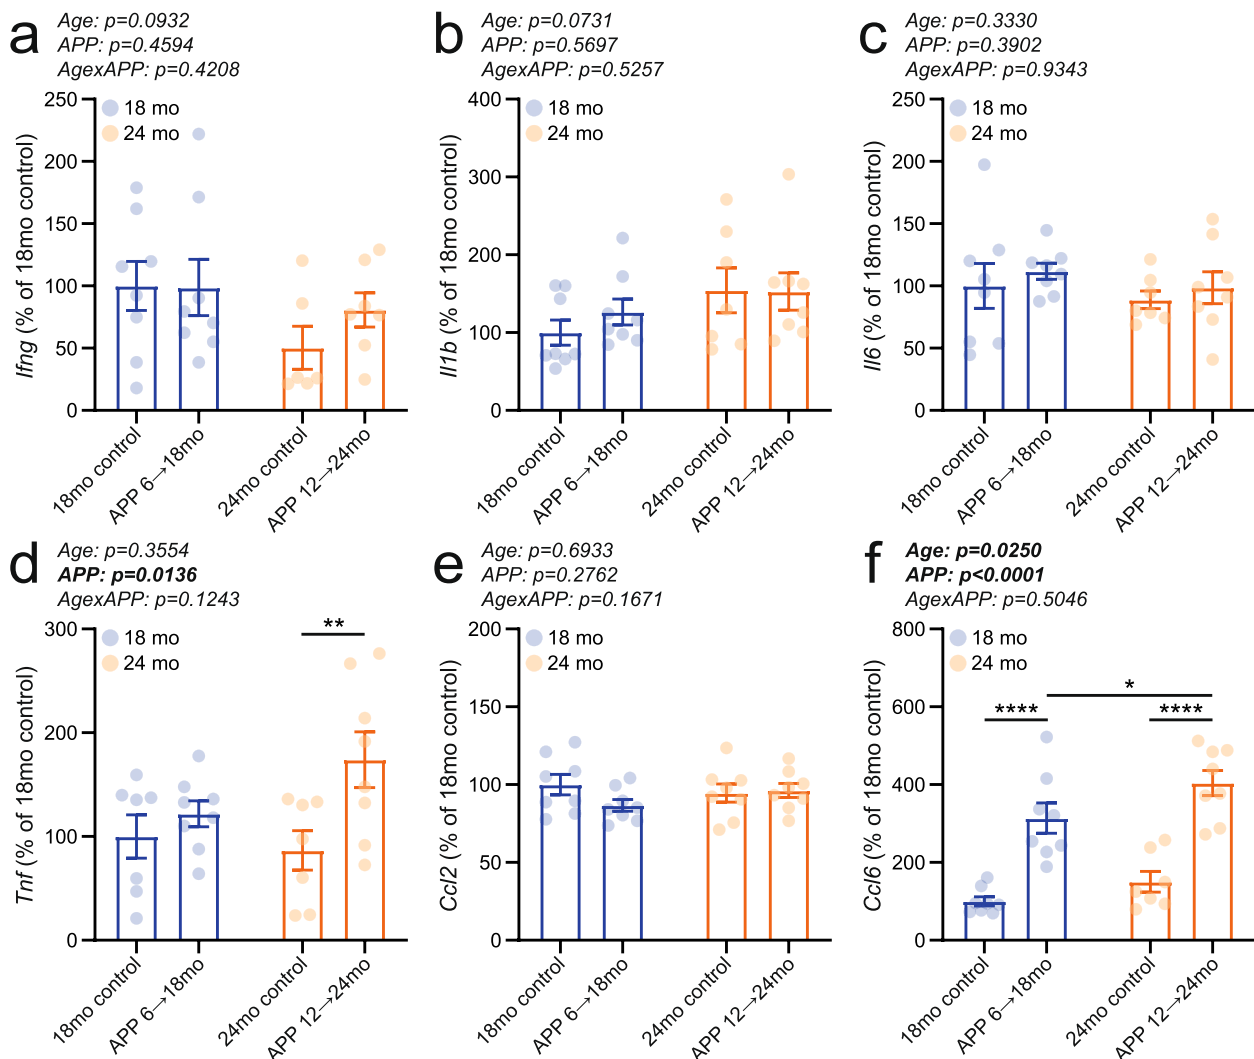 a
Age: p=0.0932
APP: p=0.4594
AgexAPP: p=0.4208
18 mo
24 mo
Ifng (% of 18mo control)
250
200
150
100
50
0
18mo control
APP 6→18mo
24mo control
APP 12→24mo
b
Age: p=0.0731
APP: p=0.5697
AgexAPP: p=0.5257
Il1b (% of 18mo control)
400
300
200
100
0
18mo control
APP 6→18mo
24mo control
APP 12→24mo
c
Age: p=0.3330
APP: p=0.3902
AgexAPP: p=0.9343
18 mo
24 mo
Il6 (% of 18mo control)
250
200
150
100
50
0
18mo control
APP 6→18mo
24mo control
APP 12→24mo
18 mo
24 mo
d
Age: p=0.3554
APP: p=0.0136
AgexAPP: p=0.1243
18 mo
24 mo
**
Tnf (% of 18mo control)
300
200
100
0
18mo control
APP 6→18mo
24mo control
APP 12→24mo
e
Age: p=0.6933
APP: p=0.2762
AgexAPP: p=0.1671
18 mo
24 mo
Ccl2 (% of 18mo control)
200
150
100
50
0
18mo control
APP 6→18mo
24mo control
APP 12→24mo
f
Age: p=0.0250
APP: p<0.0001
AgexAPP: p=0.5046
18 mo
24 mo
*
****
****
Ccl6 (% of 18mo control)
800
600
400
200
0
18mo control
APP 6→18mo
24mo control
APP 12→24mo